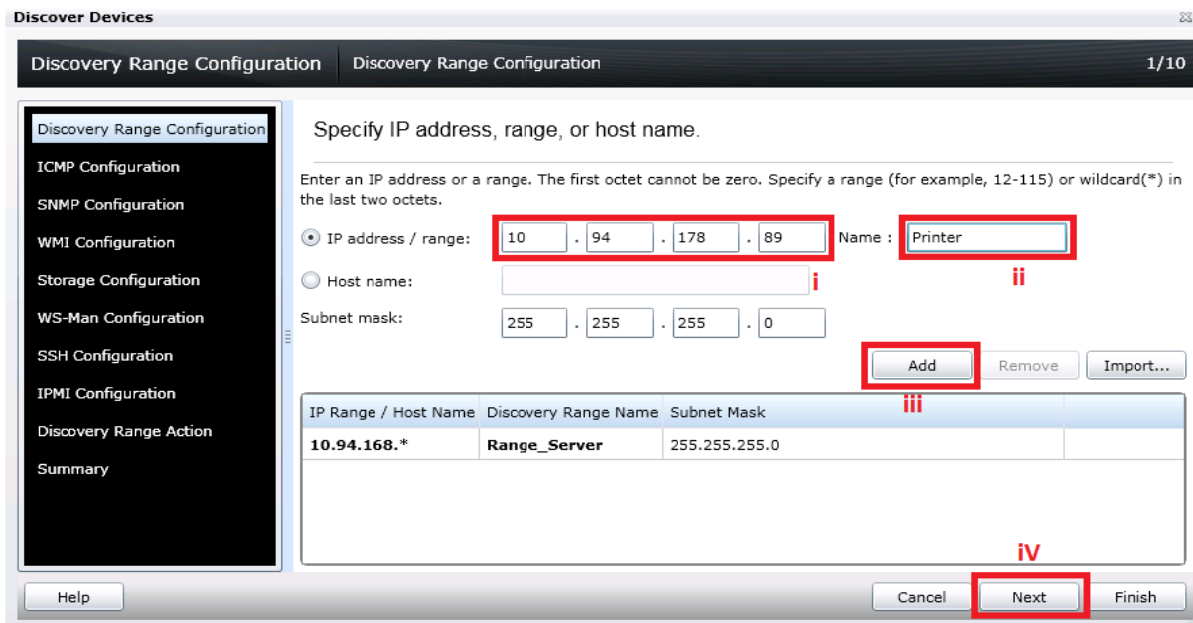 Discover Devices
Discovery Range Configuration Discovery Range Configuration 1/10
Discovery Range Configuration
ICMP Configuration
SNMP Configuration
WMI Configuration
Storage Configuration
WS-Man Configuration
SSH Configuration
IPMI Configuration
Discovery Range Action
Summary
Specify IP address, range, or host name.
Enter an IP address or a range. The first octet cannot be zero. Specify a range (for example, 12-115) or wildcard(*) in
the last two octets.
IP address / range: 10 . 94 . 178 . 89 Name : Printer
Host name: i ii
Subnet mask: 255 . 255 . 255 . 0
Add Remove Import...
iii
IP Range / Host Name Discovery Range Name Subnet Mask
10.94.168.* Range_Server 255.255.255.0
iV
Help Cancel Next Finish